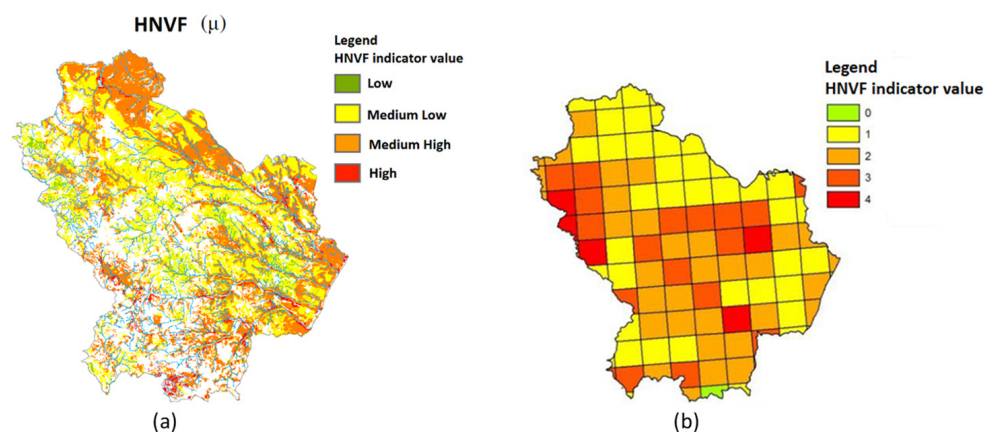 HNVF (μ)
Legend
HNVF indicator value
Low
Medium Low
Medium High
High
(a)
Legend
HNVF indicator value
0
1
2
3
4
(b)